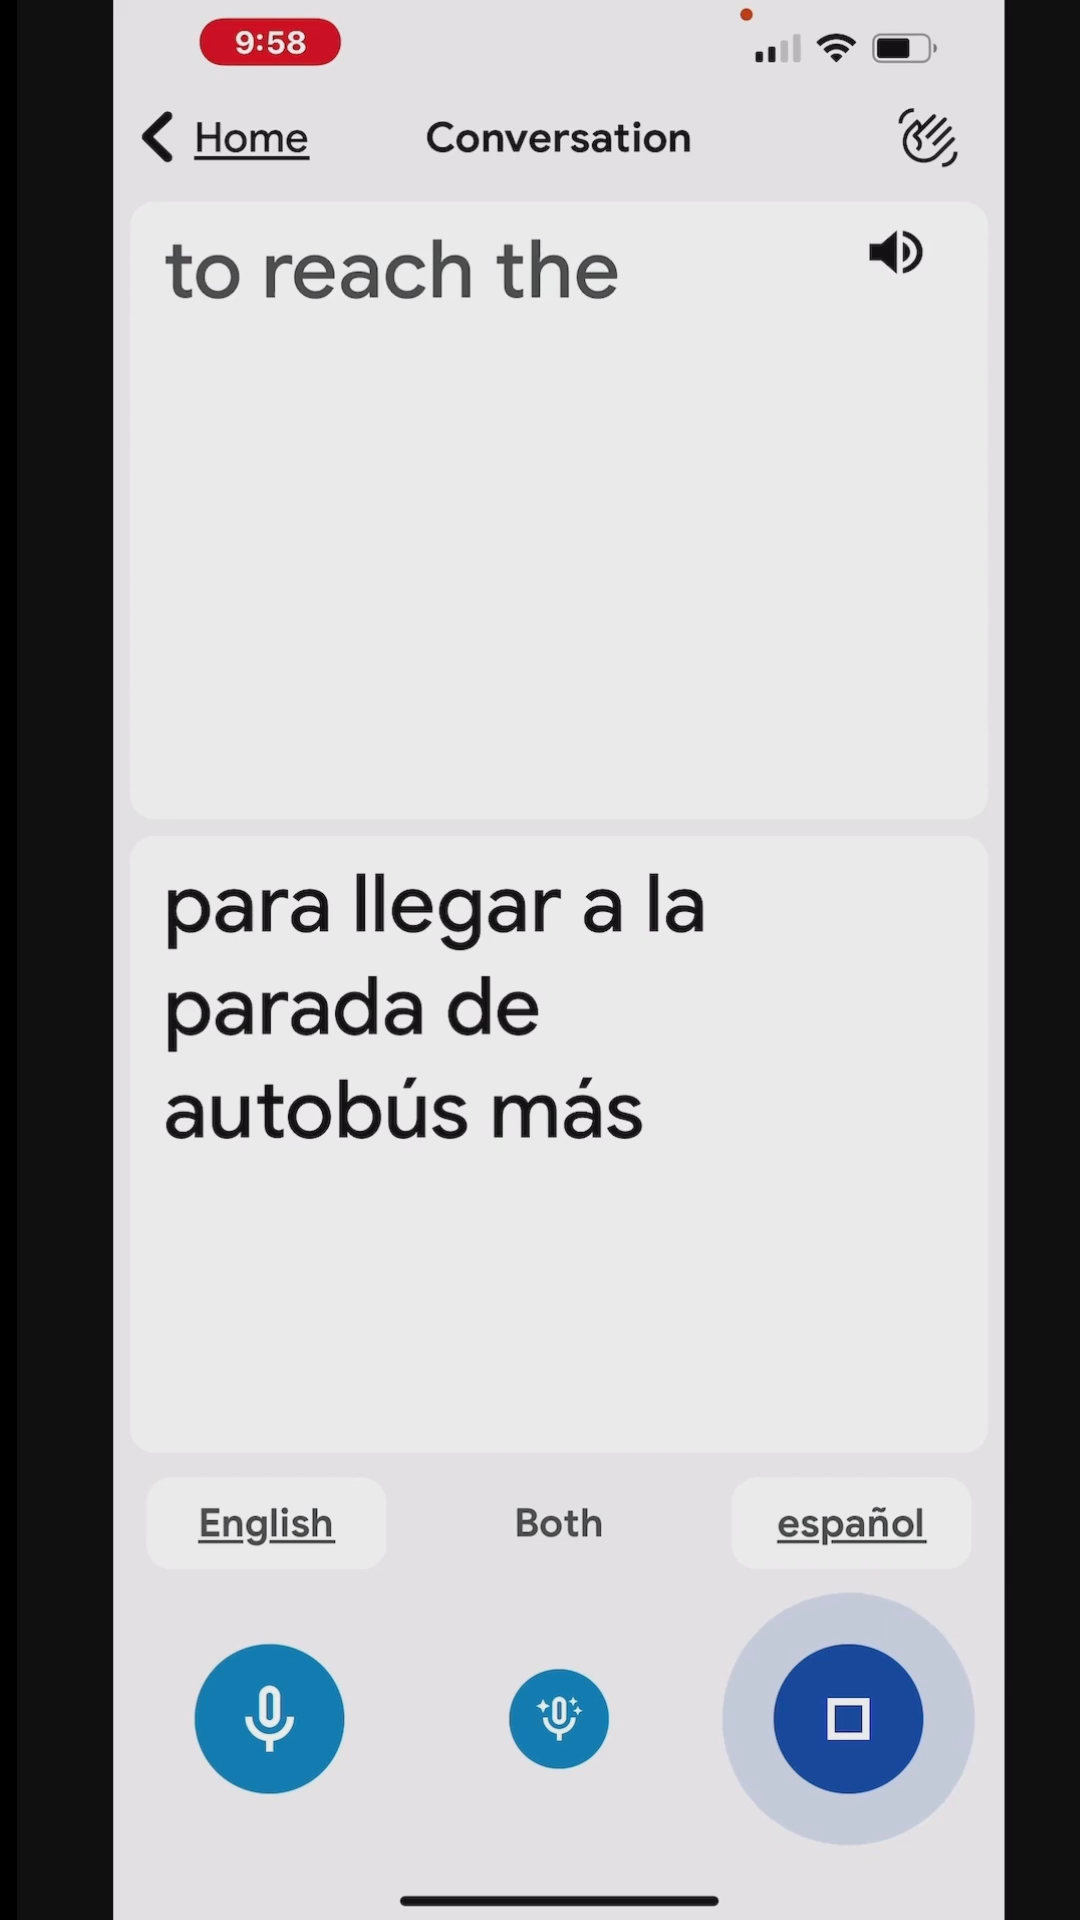 9:58
Home
Conversation
to reach the
para llegar a la
parada de
autobús más
English
Both
español